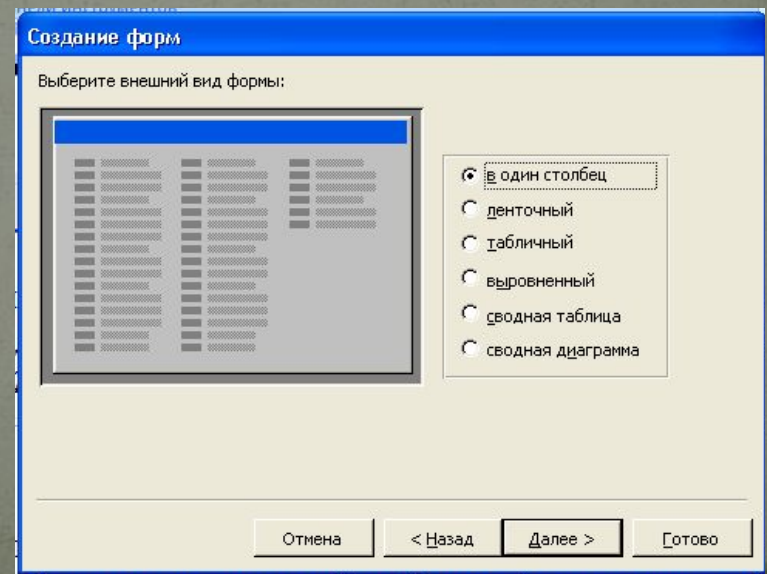 Создание форм
Выберите внешний вид формы:
в один столбец
ленточный
табличный
выровненный
сводная таблица
сводная диаграмма
Отмена
< Назад
Далее >
Готово